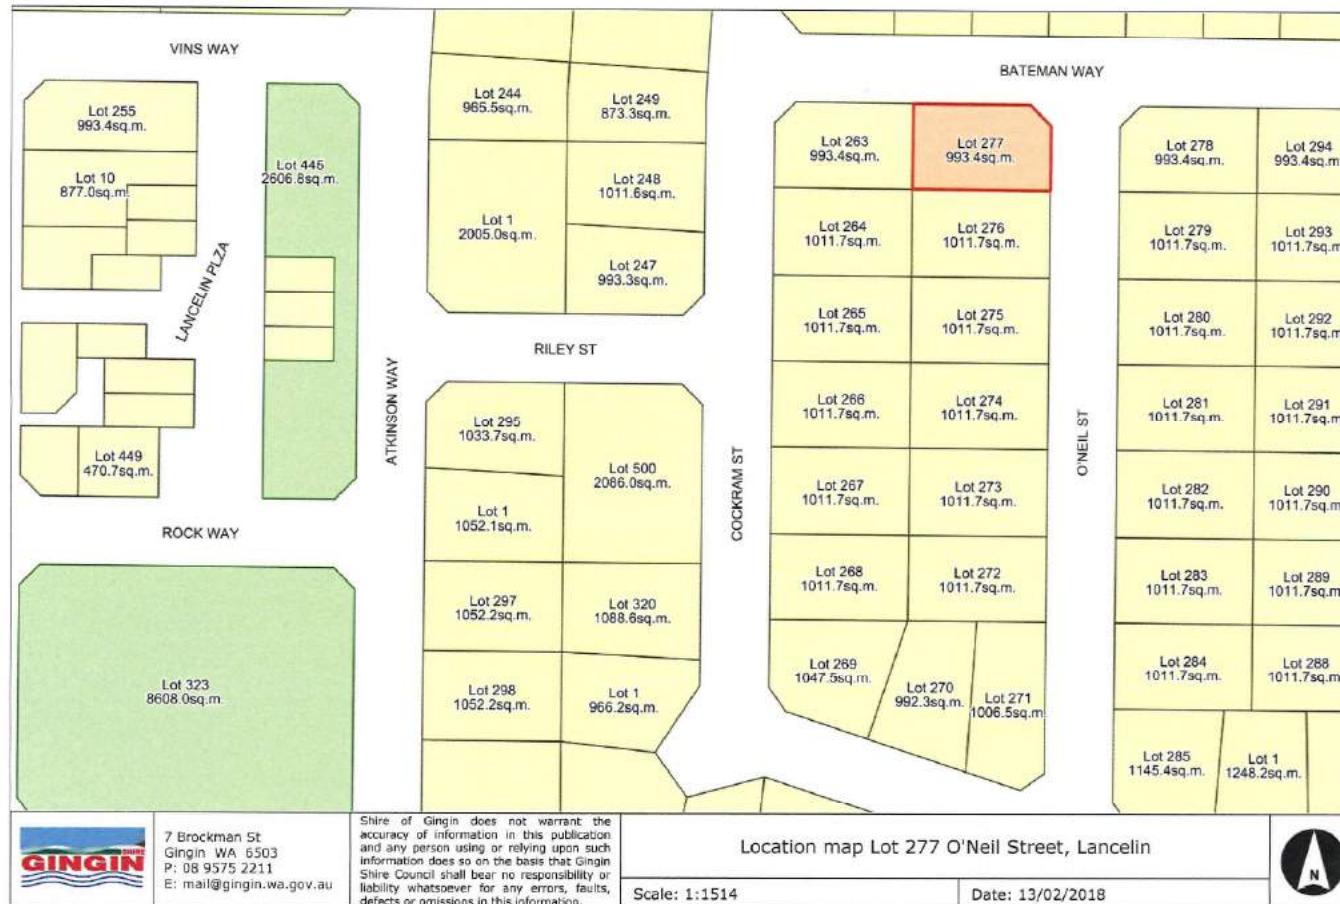 VINS WAY
BATEMAN WAY
Lot 255
993.4sq.m.
Lot 10
877.0sq.m.
Lot 446
2606.8sq.m.
LANCELIN PLZA
Lot 449
470.7sq.m.
ROCK WAY
Lot 323
8608.0sq.m.
ATKINSON WAY
Lot 244
965.5sq.m.
Lot 249
873.3sq.m.
Lot 1
2005.0sq.m.
Lot 248
1011.6sq.m.
Lot 247
993.3sq.m.
RILEY ST
Lot 295
1033.7sq.m.
Lot 500
2086.0sq.m.
Lot 1
1052.1sq.m.
Lot 297
1052.2sq.m.
Lot 320
1088.6sq.m.
Lot 298
1052.2sq.m.
Lot 1
966.2sq.m.
COCKRAM ST
Lot 263
993.4sq.m.
Lot 277
993.4sq.m.
Lot 264
1011.7sq.m.
Lot 276
1011.7sq.m.
Lot 265
1011.7sq.m.
Lot 275
1011.7sq.m.
Lot 266
1011.7sq.m.
Lot 274
1011.7sq.m.
Lot 267
1011.7sq.m.
Lot 273
1011.7sq.m.
Lot 268
1011.7sq.m.
Lot 272
1011.7sq.m.
Lot 269
1047.5sq.m.
Lot 270
992.3sq.m.
Lot 271
1006.5sq.m.
O'NEIL ST
Lot 278
993.4sq.m.
Lot 294
993.4sq.m.
Lot 279
1011.7sq.m.
Lot 293
1011.7sq.m
Lot 280
1011.7sq.m.
Lot 292
1011.7sq.m
Lot 281
1011.7sq.m.
Lot 291
1011.7sq.m
Lot 282
1011.7sq.m.
Lot 290
1011.7sq.m
Lot 283
1011.7sq.m.
Lot 289
1011.7sq.m
Lot 284
1011.7sq.m.
Lot 288
1011.7sq.m
Lot 285
1145.4sq.m.
Lot 1
1248.2sq.m.
SHIRE
GINGIN
7 Brockman St
Gingin WA 6503
P: 08 9575 2211
E: mail@gingin.wa.gov.au
Shire of Gingin does not warrant the
accuracy of information in this publication
and any person using or relying upon such
information does so on the basis that Gingin
Shire Council shall bear no responsibility or
liability whatsoever for any errors, faults,
defects or omissions in this information.
Location map Lot 277 O'Neil Street, Lancelin
Scale: 1:1514
Date: 13/02/2018
N